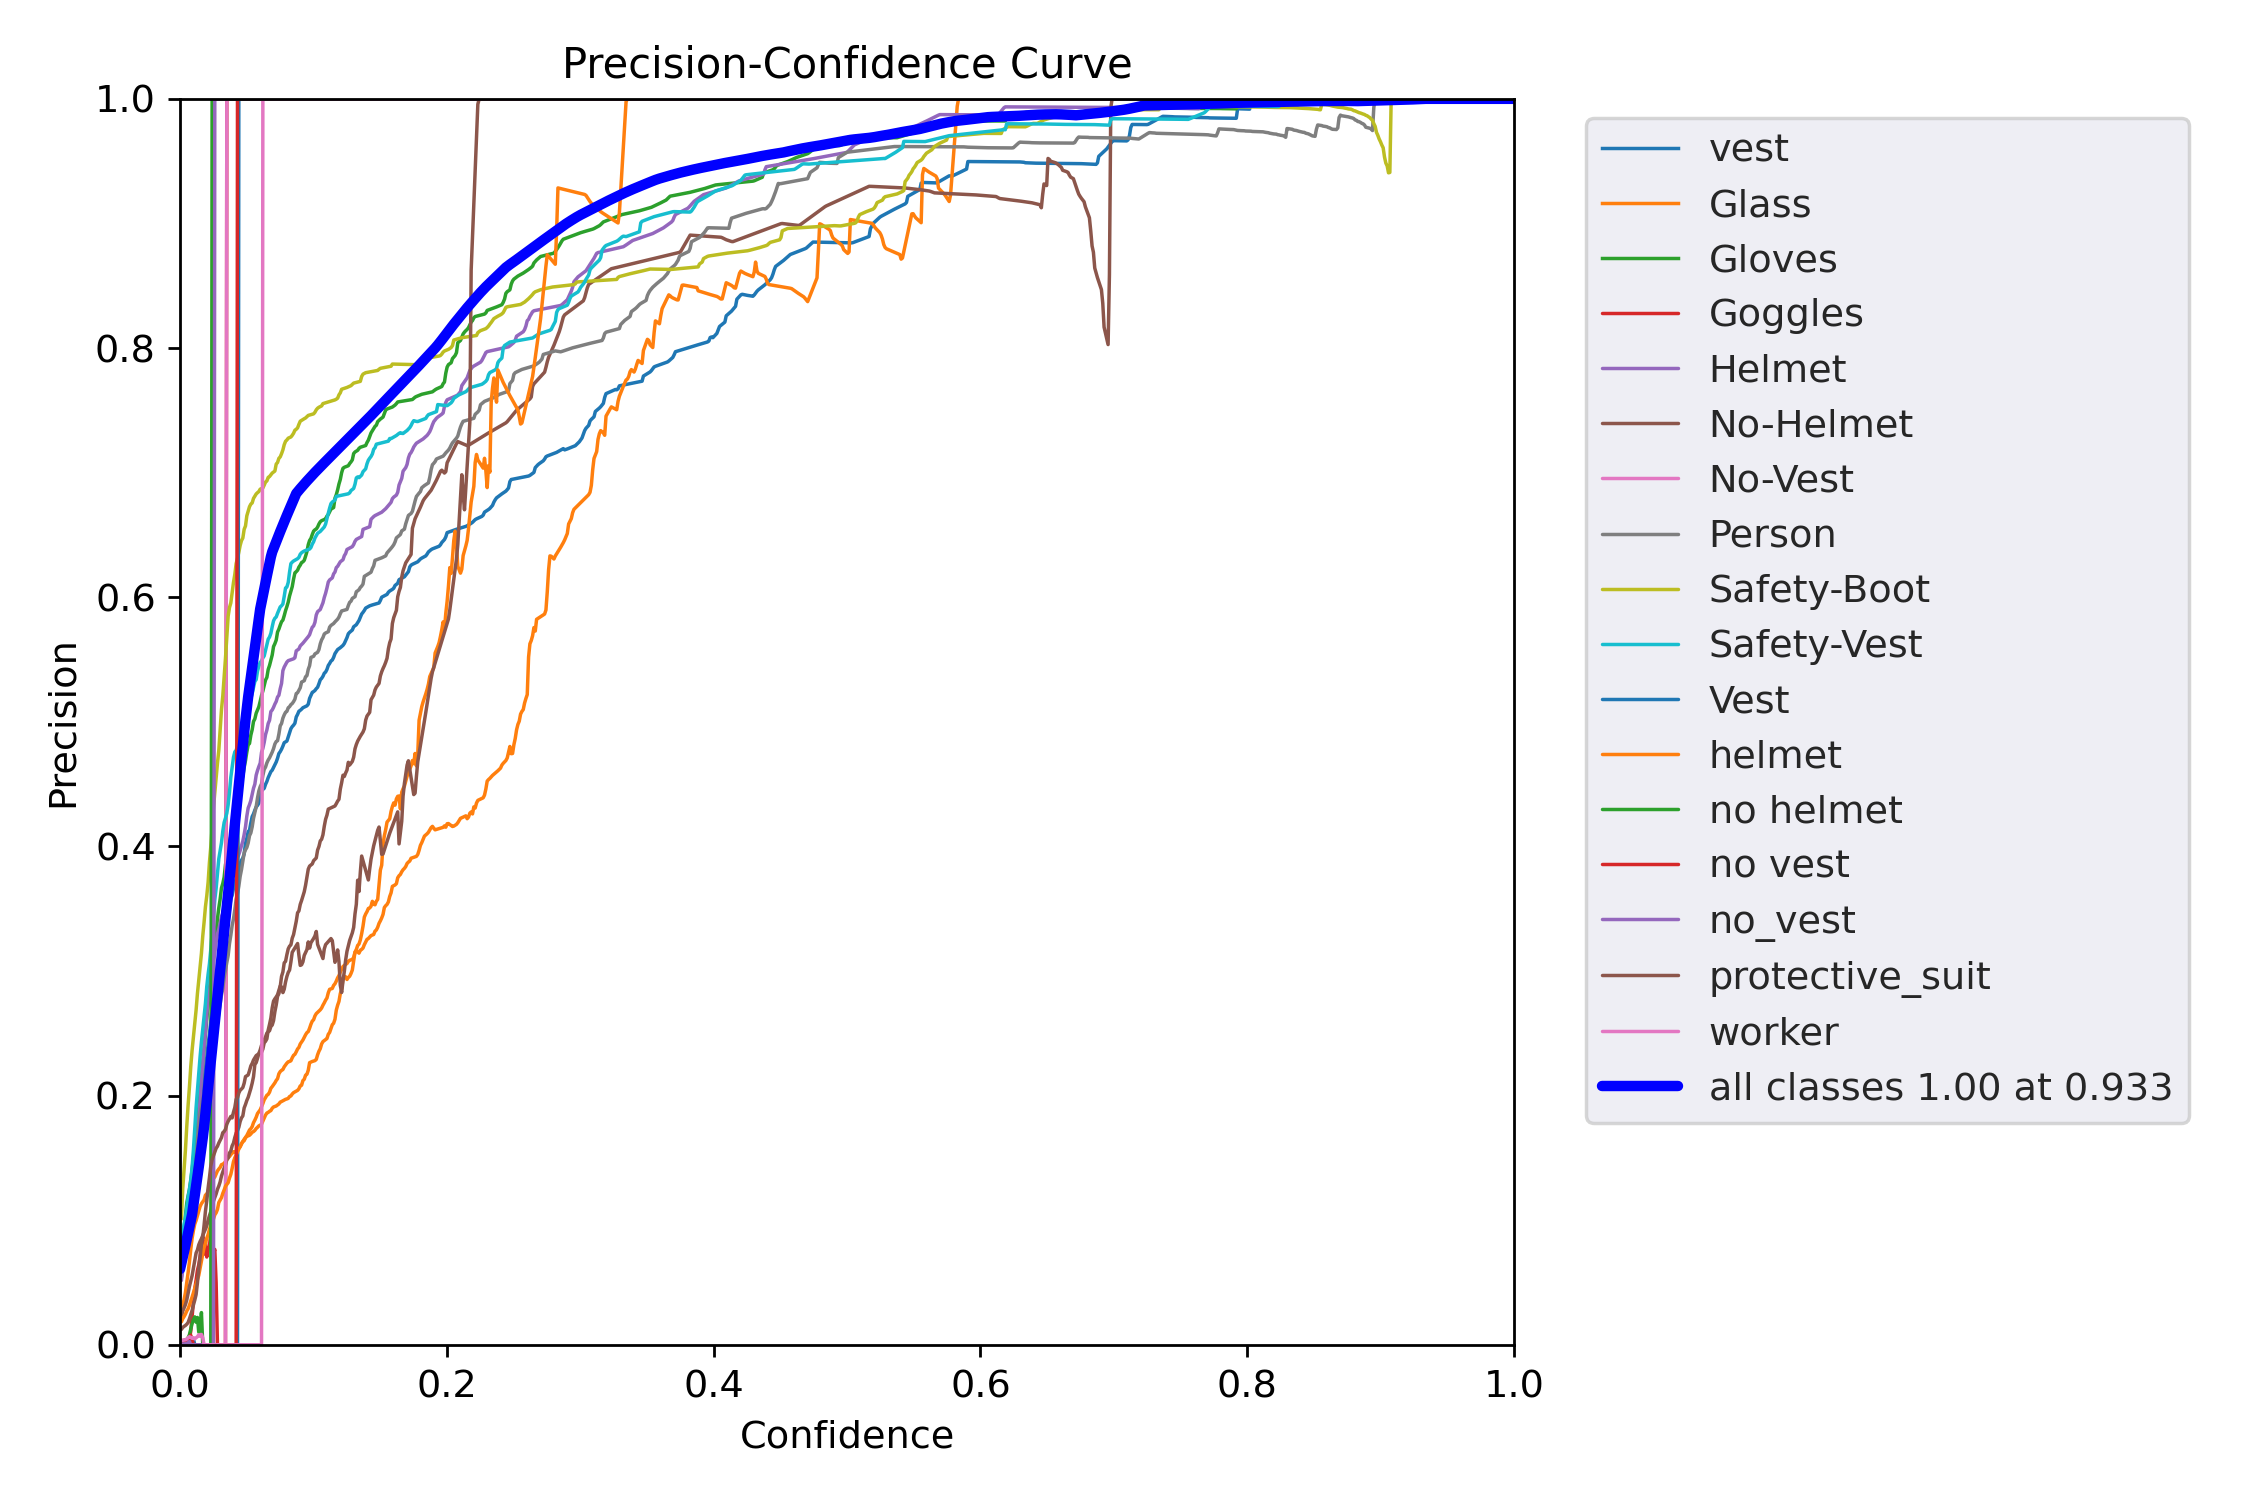 Precision-Confidence Curve
1.0
0.8
0.6
0.4
0.2
0.0
Precision
0.0 0.2 0.4 0.6 0.8 1.0
Confidence
vest
Glass
Gloves
Goggles
Helmet
No-Helmet
No-Vest
Person
Safety-Boot
Safety-Vest
Vest
helmet
no helmet
no vest
no_vest
protective_suit
worker
all classes 1.00 at 0.933